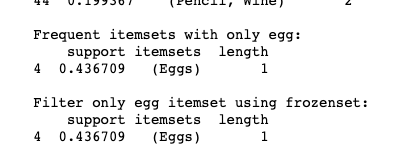 44  0.199367    (Pencil, Wine)       2
Frequent itemsets with only egg:
    support itemsets  length
4  0.436709   (Eggs)       1
Filter only egg itemset using frozenset:
    support itemsets  length
4  0.436709   (Eggs)       1